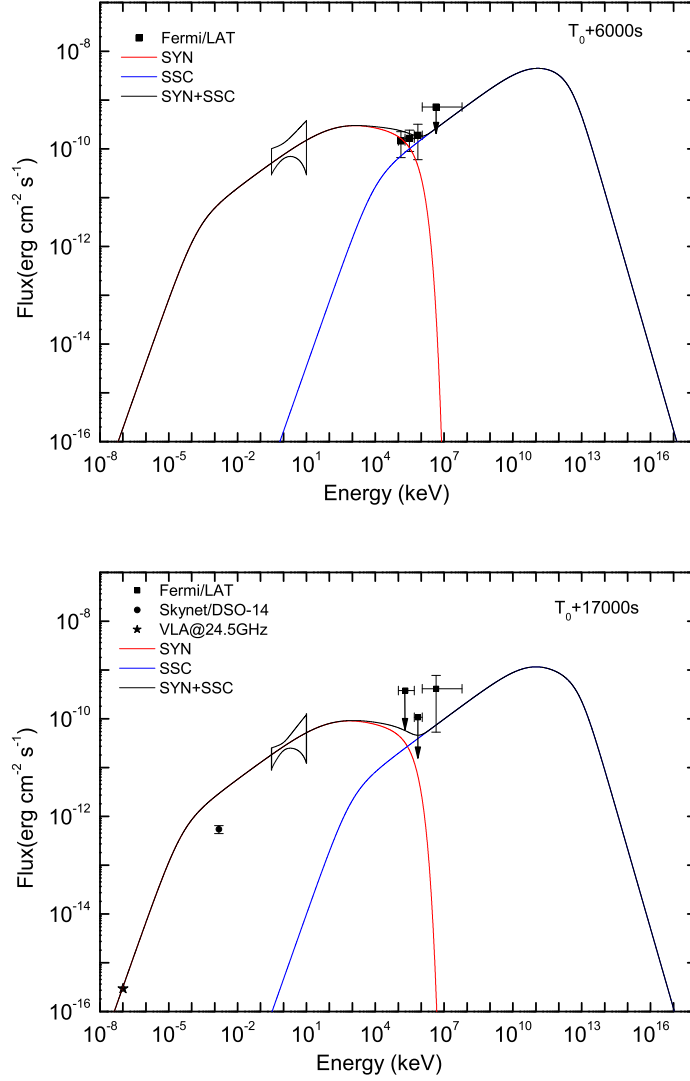 T₀+6000s
Fermi/LAT
SYN
SSC
SYN+SSC
10⁻⁸
10⁻¹⁰
10⁻¹²
10⁻¹⁴
10⁻¹⁶
Flux(erg cm⁻² s⁻¹)
10⁻⁸ 10⁻⁵ 10⁻² 10¹ 10⁴ 10⁷ 10¹⁰ 10¹³ 10¹⁶
Energy (keV)
T₀+17000s
Fermi/LAT
Skynet/DSO-14
VLA@24.5GHz
SYN
SSC
SYN+SSC
10⁻⁸
10⁻¹⁰
10⁻¹²
10⁻¹⁴
10⁻¹⁶
Flux(erg cm⁻² s⁻¹)
10⁻⁸ 10⁻⁵ 10⁻² 10¹ 10⁴ 10⁷ 10¹⁰ 10¹³ 10¹⁶
Energy (keV)